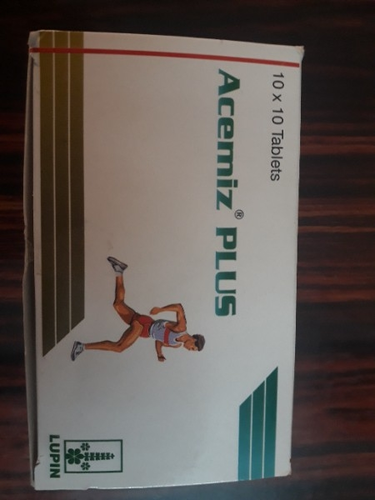 10 x 10 Tablets
Acemiz® PLUS
LUPIN